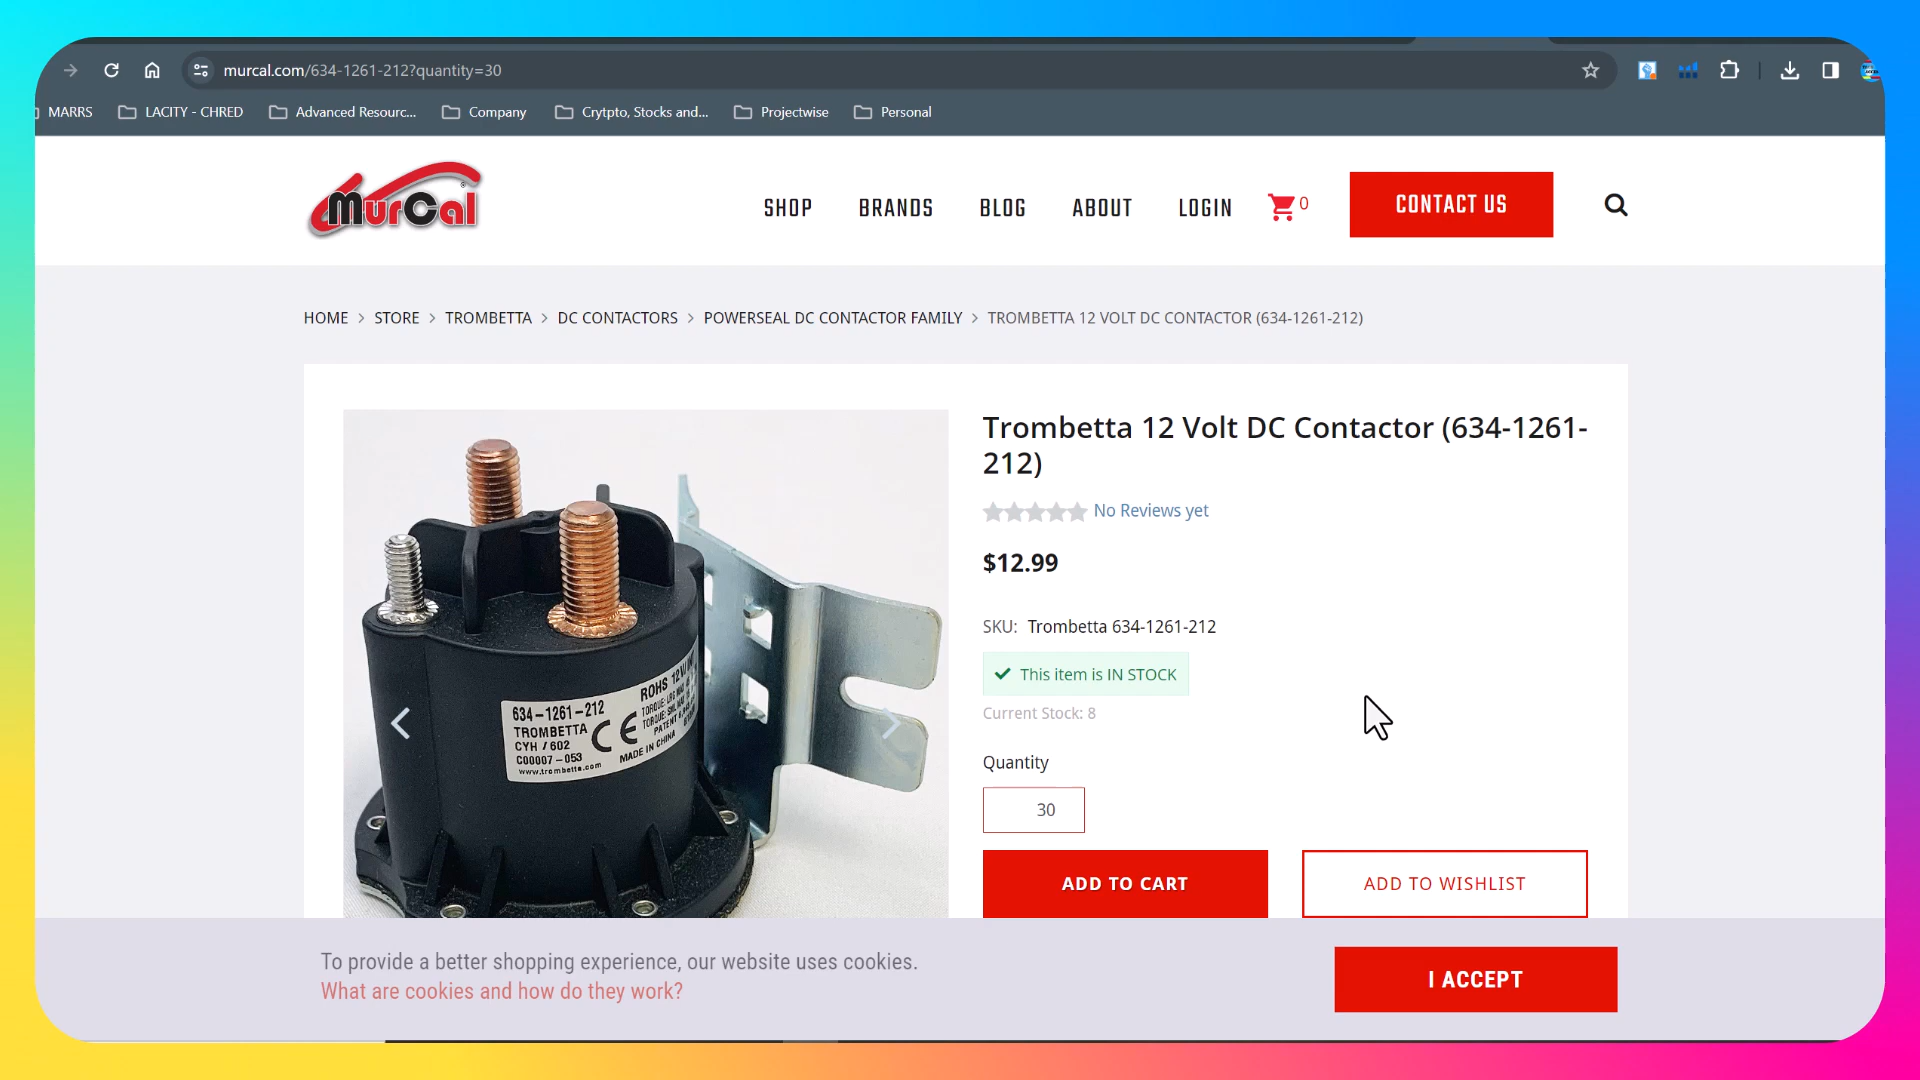 murcal.com/634-1261-212?quantity=30
MARRS
LACITY - CHRED
Advanced Resourc...
Company
Crytpto, Stocks and...
Projectwise
Personal
MurCal
SHOP
BRANDS
BLOG
ABOUT
LOGIN
0
CONTACT US
HOME > STORE > TROMBETTA > DC CONTACTORS > POWERSEAL DC CONTACTOR FAMILY > TROMBETTA 12 VOLT DC CONTACTOR (634-1261-212)
634-1261-212
TROMBETTA
CYH / 602
C00007-053
www.trombetta.com
CE
ROHS
MADE IN CHINA
Trombetta 12 Volt DC Contactor (634-1261-
212)
No Reviews yet
$12.99
SKU: Trombetta 634-1261-212
This item is IN STOCK
Current Stock: 8
Quantity
30
ADD TO CART
ADD TO WISHLIST
To provide a better shopping experience, our website uses cookies.
What are cookies and how do they work?
I ACCEPT